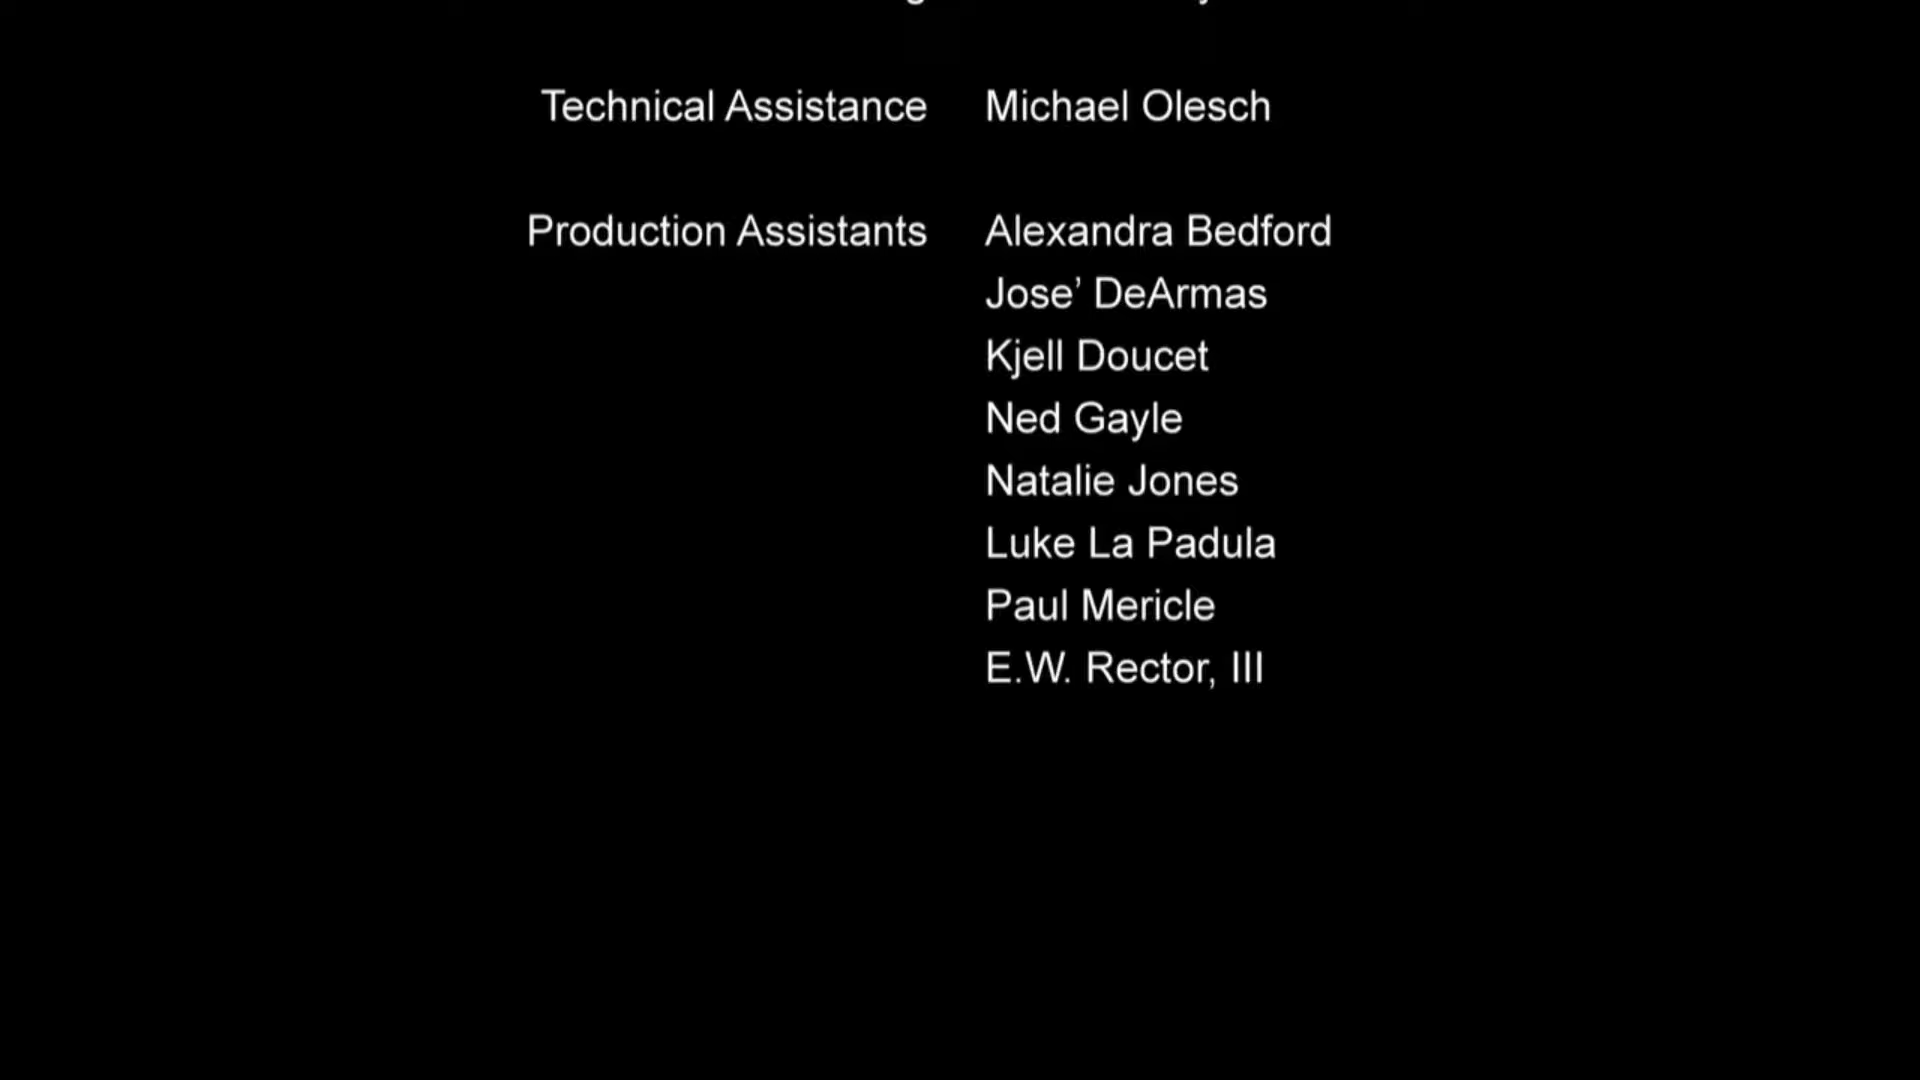 Technical Assistance Michael Olesch
Production Assistants Alexandra Bedford
Jose’ DeArmas
Kjell Doucet
Ned Gayle
Natalie Jones
Luke La Padula
Paul Mericle
E.W. Rector, III